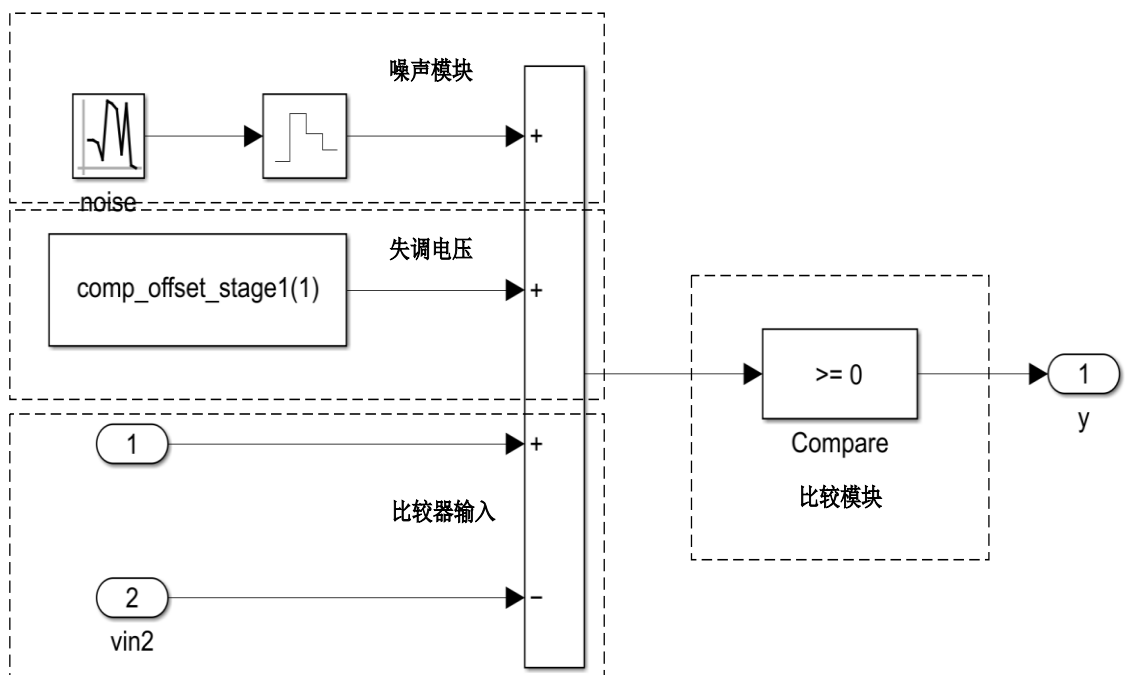 噪声模块
+
noise
失调电压
comp_offset_stage1(1)
+
1
+
比较器输入
2
−
vin2
>= 0
Compare
比较模块
1
y